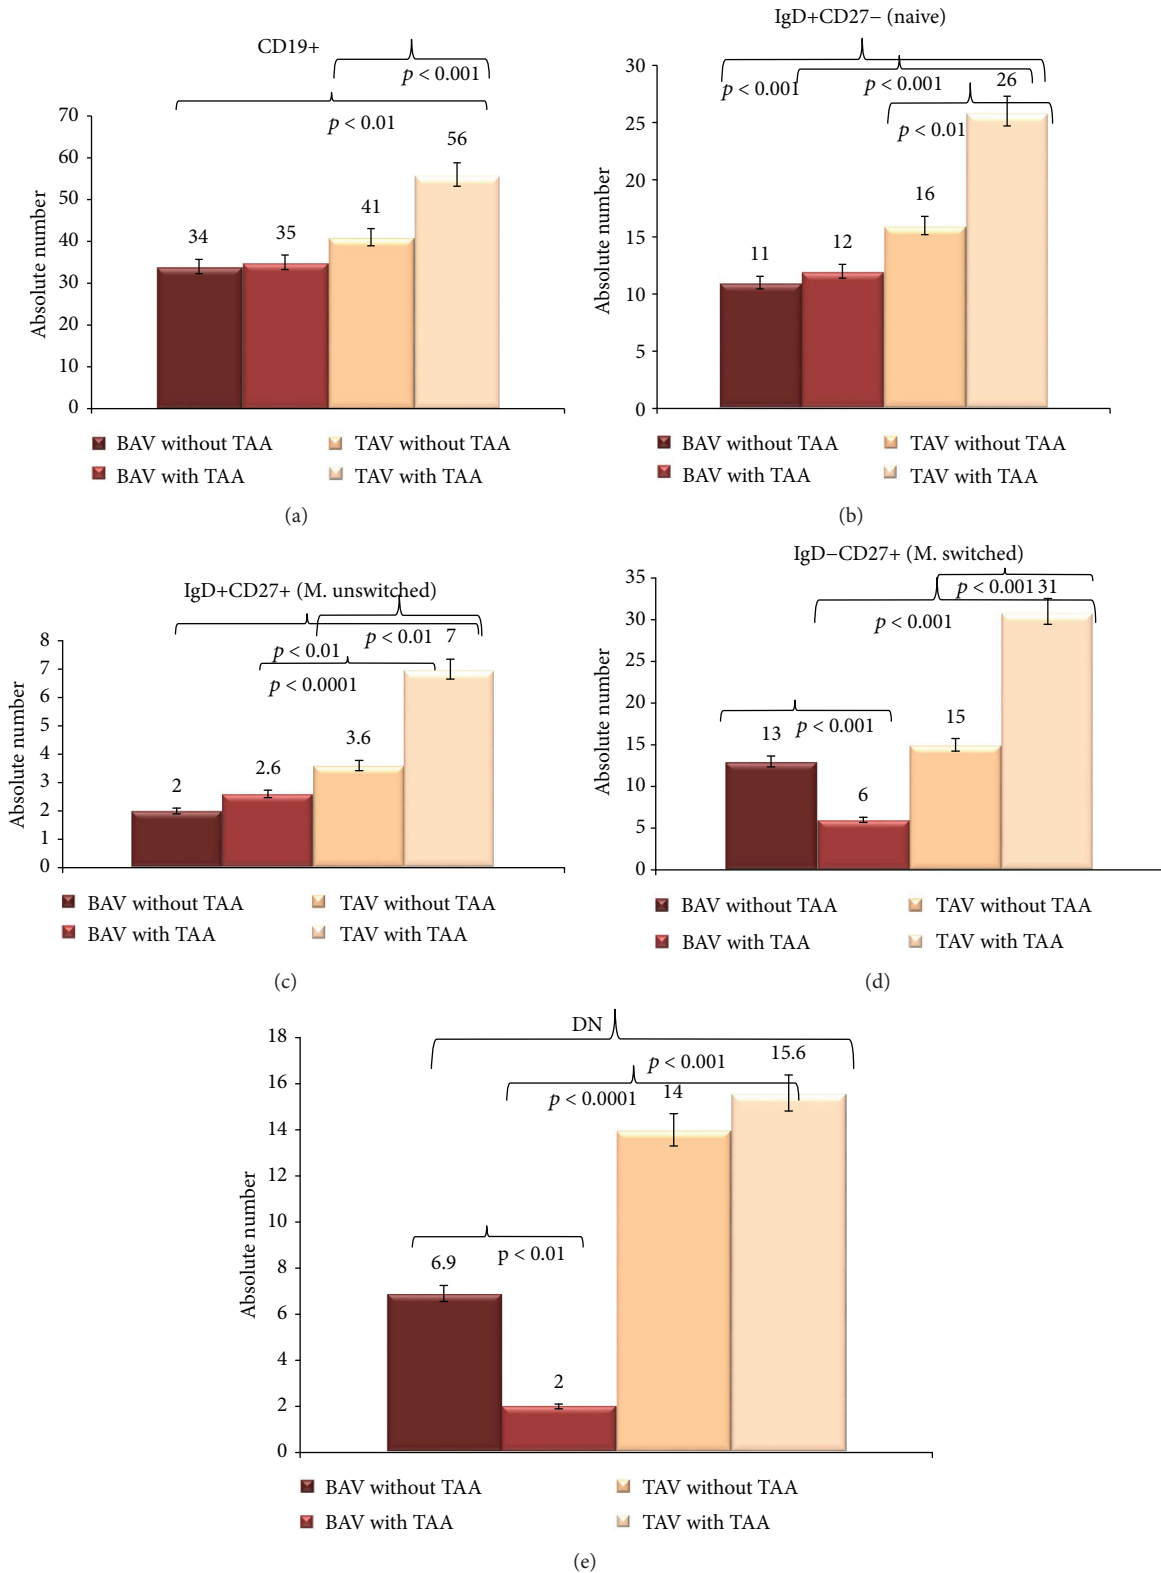 CD19+
p < 0.001
p < 0.01
70
60
50
40
30
20
10
0
Absolute number
34
35
41
56
BAV without TAA
TAV without TAA
BAV with TAA
TAV with TAA
(a)
IgD+CD27− (naive)
p < 0.001
p < 0.001
p < 0.01
30
25
20
15
10
5
0
Absolute number
11
12
16
26
BAV without TAA
TAV without TAA
BAV with TAA
TAV with TAA
(b)
IgD+CD27+ (M. unswitched)
p < 0.01
p < 0.01
p < 0.0001
8
7
6
5
4
3
2
1
0
Absolute number
2
2.6
3.6
7
BAV without TAA
TAV without TAA
BAV with TAA
TAV with TAA
(c)
IgD−CD27+ (M. switched)
p < 0.001
p < 0.001
p < 0.001
35
30
25
20
15
10
5
0
Absolute number
13
6
15
31
BAV without TAA
TAV without TAA
BAV with TAA
TAV with TAA
(d)
DN
p < 0.001
p < 0.0001
p < 0.01
18
16
14
12
10
8
6
4
2
0
Absolute number
6.9
2
14
15.6
BAV without TAA
TAV without TAA
BAV with TAA
TAV with TAA
(e)